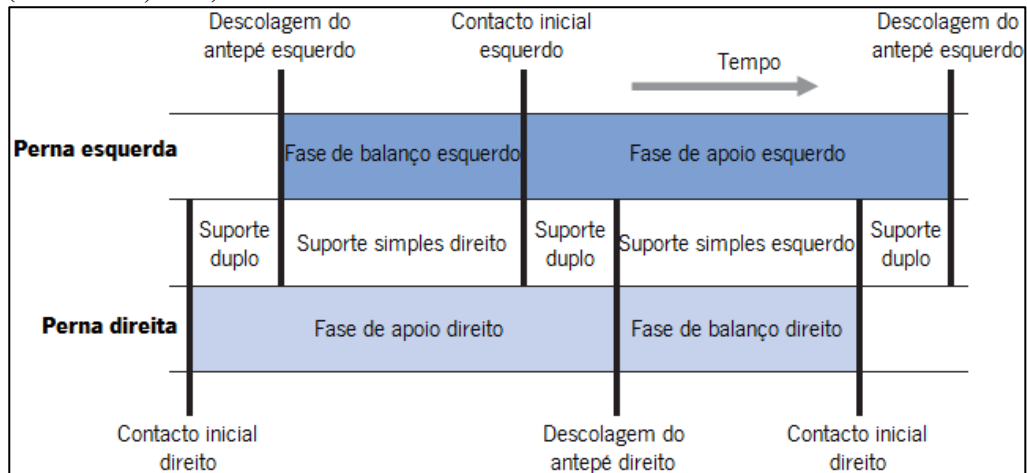 Descolagem do
antepé esquerdo
Contacto inicial
esquerdo
Descolagem do
antepé esquerdo
Tempo
Perna esquerda
Fase de balanço esquerdo
Fase de apoio esquerdo
Suporte
duplo
Suporte simples direito
Suporte
duplo
Suporte simples esquerdo
Suporte
duplo
Perna direita
Fase de apoio direito
Fase de balanço direito
Contacto inicial
direito
Descolagem do
antepé direito
Contacto inicial
direito